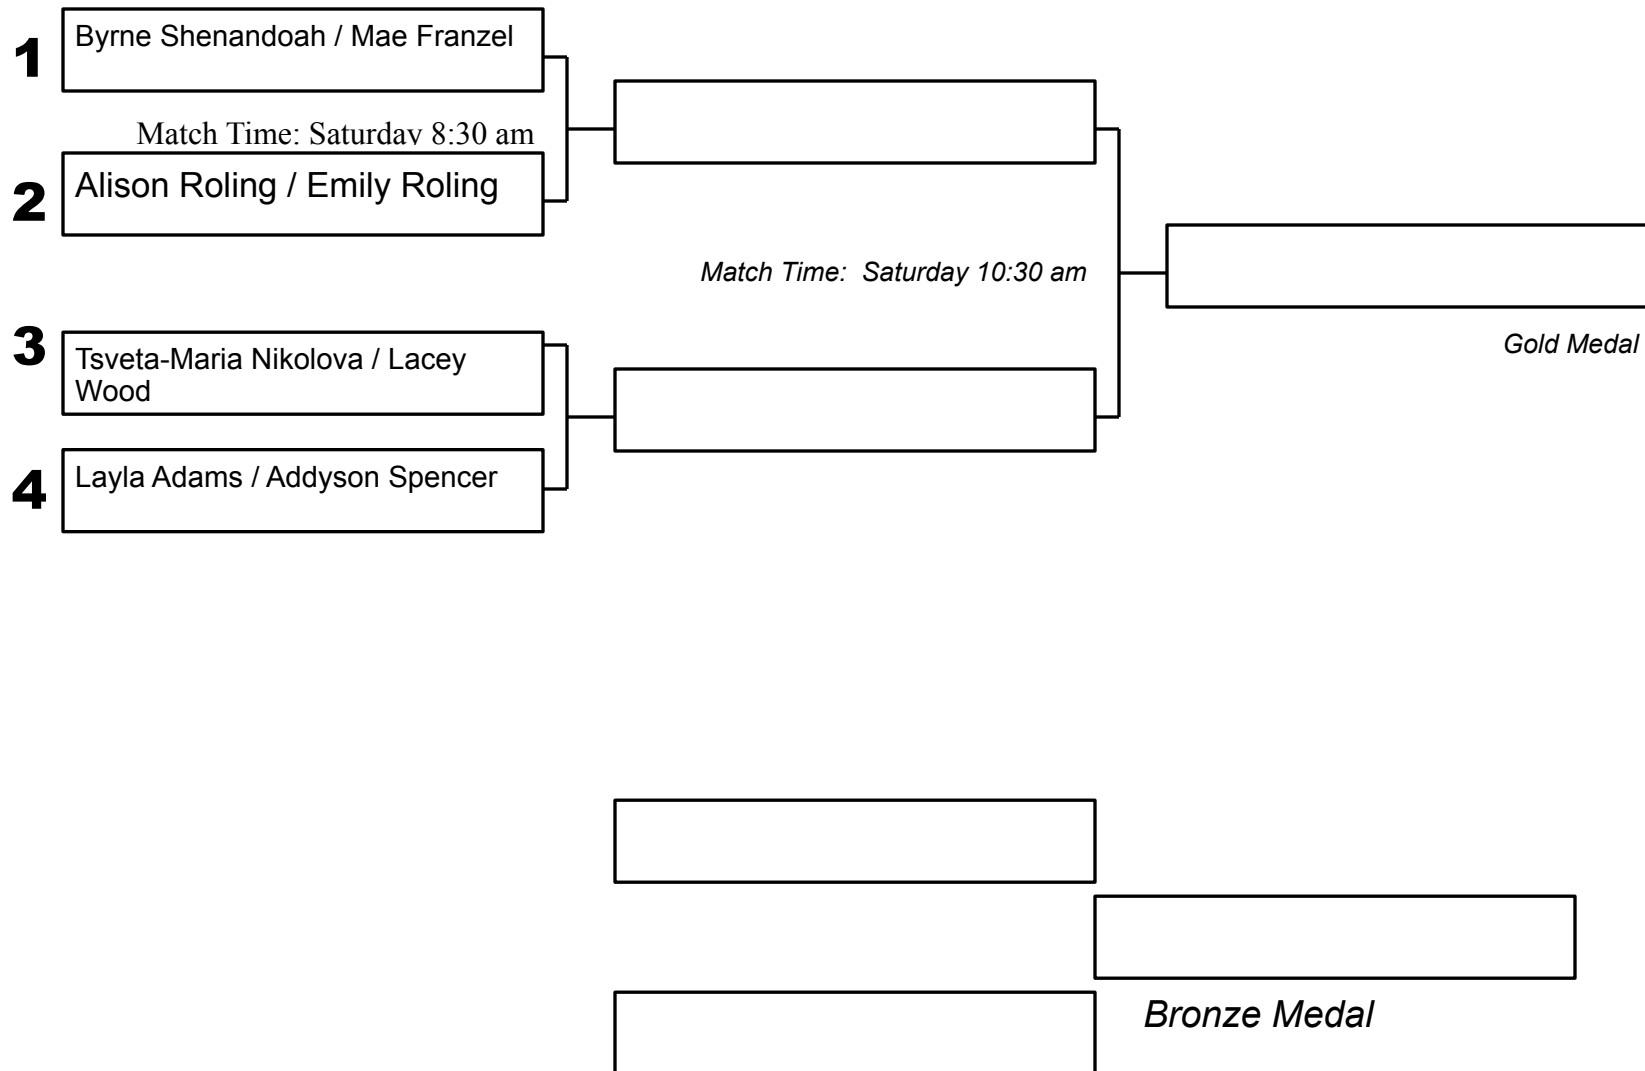 1
Byrne Shenandoah / Mae Franzel
Match Time: Saturday 8:30 am
2
Alison Roling / Emily Roling
Match Time: Saturday 10:30 am
3
Tsveta-Maria Nikolova / Lacey
Wood
Gold Medal
4
Layla Adams / Addyson Spencer
Bronze Medal